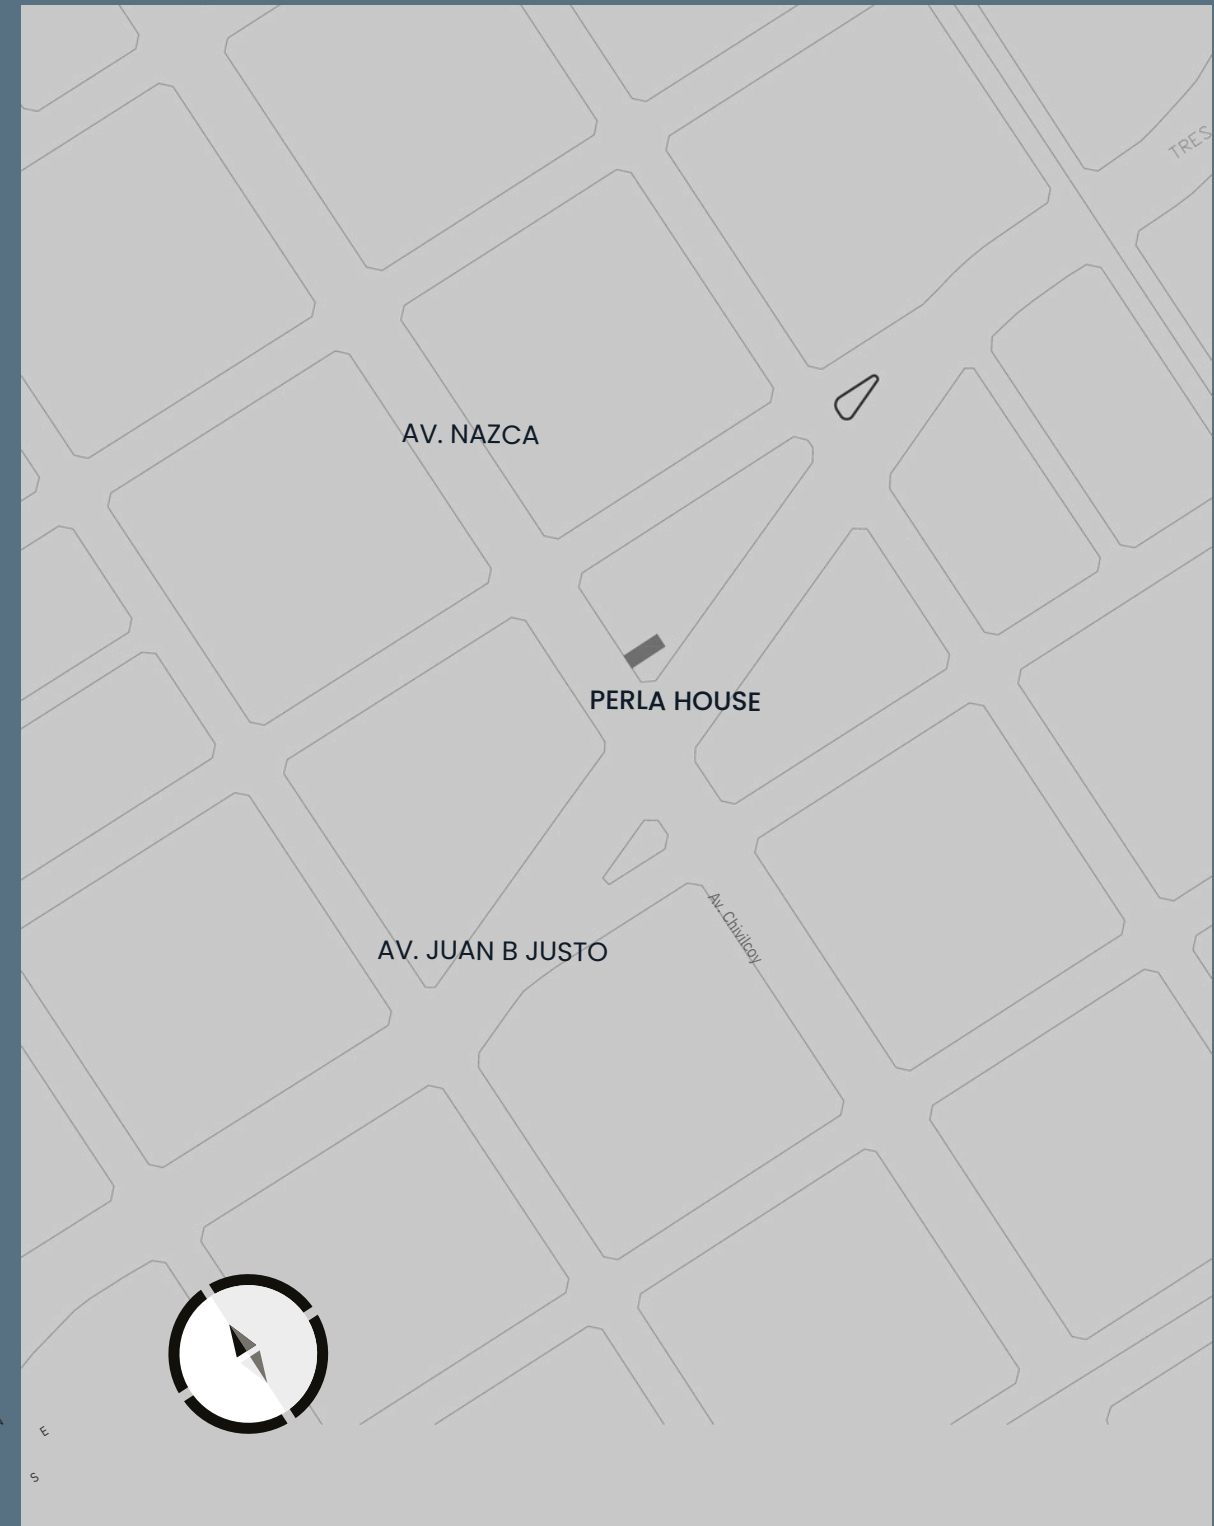 TRES
AV. NAZCA
PERLA HOUSE
Av. Chivilcoy
AV. JUAN B JUSTO
E
S